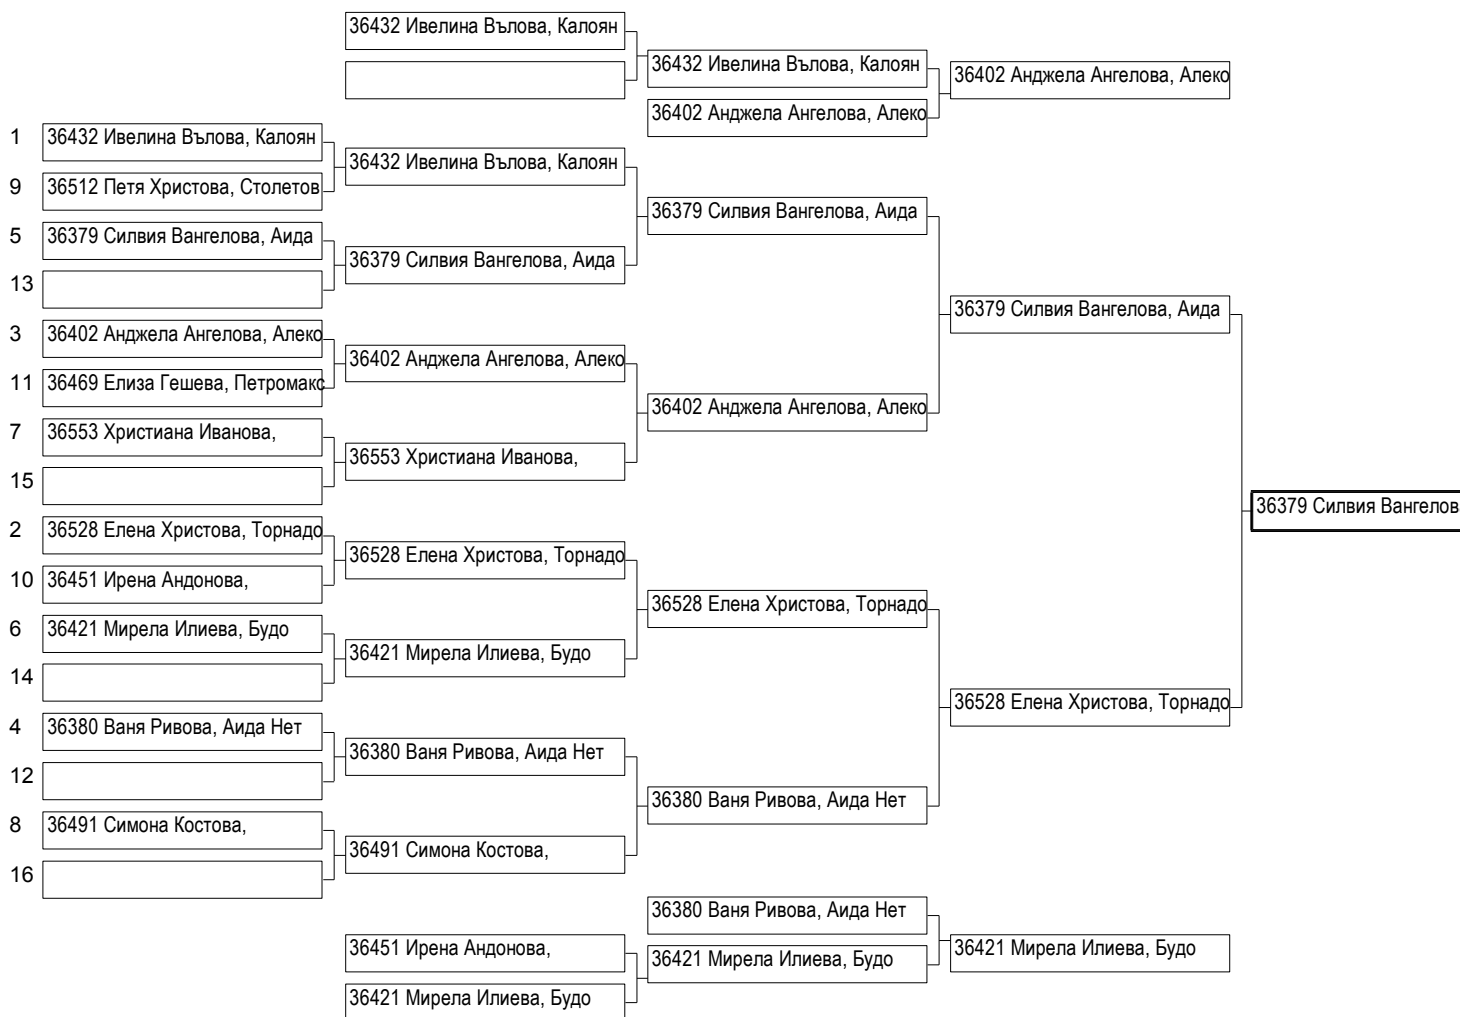 36432 Ивелина Вълова, Калоян
36432 Ивелина Вълова, Калоян
36402 Анджела Ангелова, Алеко
36402 Анджела Ангелова, Алеко
1 36432 Ивелина Вълова, Калоян
36432 Ивелина Вълова, Калоян
9 36512 Петя Христова, Столетов
36379 Силвия Вангелова, Аида
5 36379 Силвия Вангелова, Аида
36379 Силвия Вангелова, Аида
13
36379 Силвия Вангелова, Аида
3 36402 Анджела Ангелова, Алеко
36402 Анджела Ангелова, Алеко
11 36469 Елиза Гешева, Петромакс
36402 Анджела Ангелова, Алеко
7 36553 Христиана Иванова,
36553 Христиана Иванова,
15
36379 Силвия Вангелов
2 36528 Елена Христова, Торнадо
36528 Елена Христова, Торнадо
10 36451 Ирена Андонова,
36528 Елена Христова, Торнадо
6 36421 Мирела Илиева, Будо
36421 Мирела Илиева, Будо
14
36528 Елена Христова, Торнадо
4 36380 Ваня Ривова, Аида Нет
36380 Ваня Ривова, Аида Нет
12
36380 Ваня Ривова, Аида Нет
8 36491 Симона Костова,
36491 Симона Костова,
16
36380 Ваня Ривова, Аида Нет
36451 Ирена Андонова,
36421 Мирела Илиева, Будо
36421 Мирела Илиева, Будо
36421 Мирела Илиева, Будо